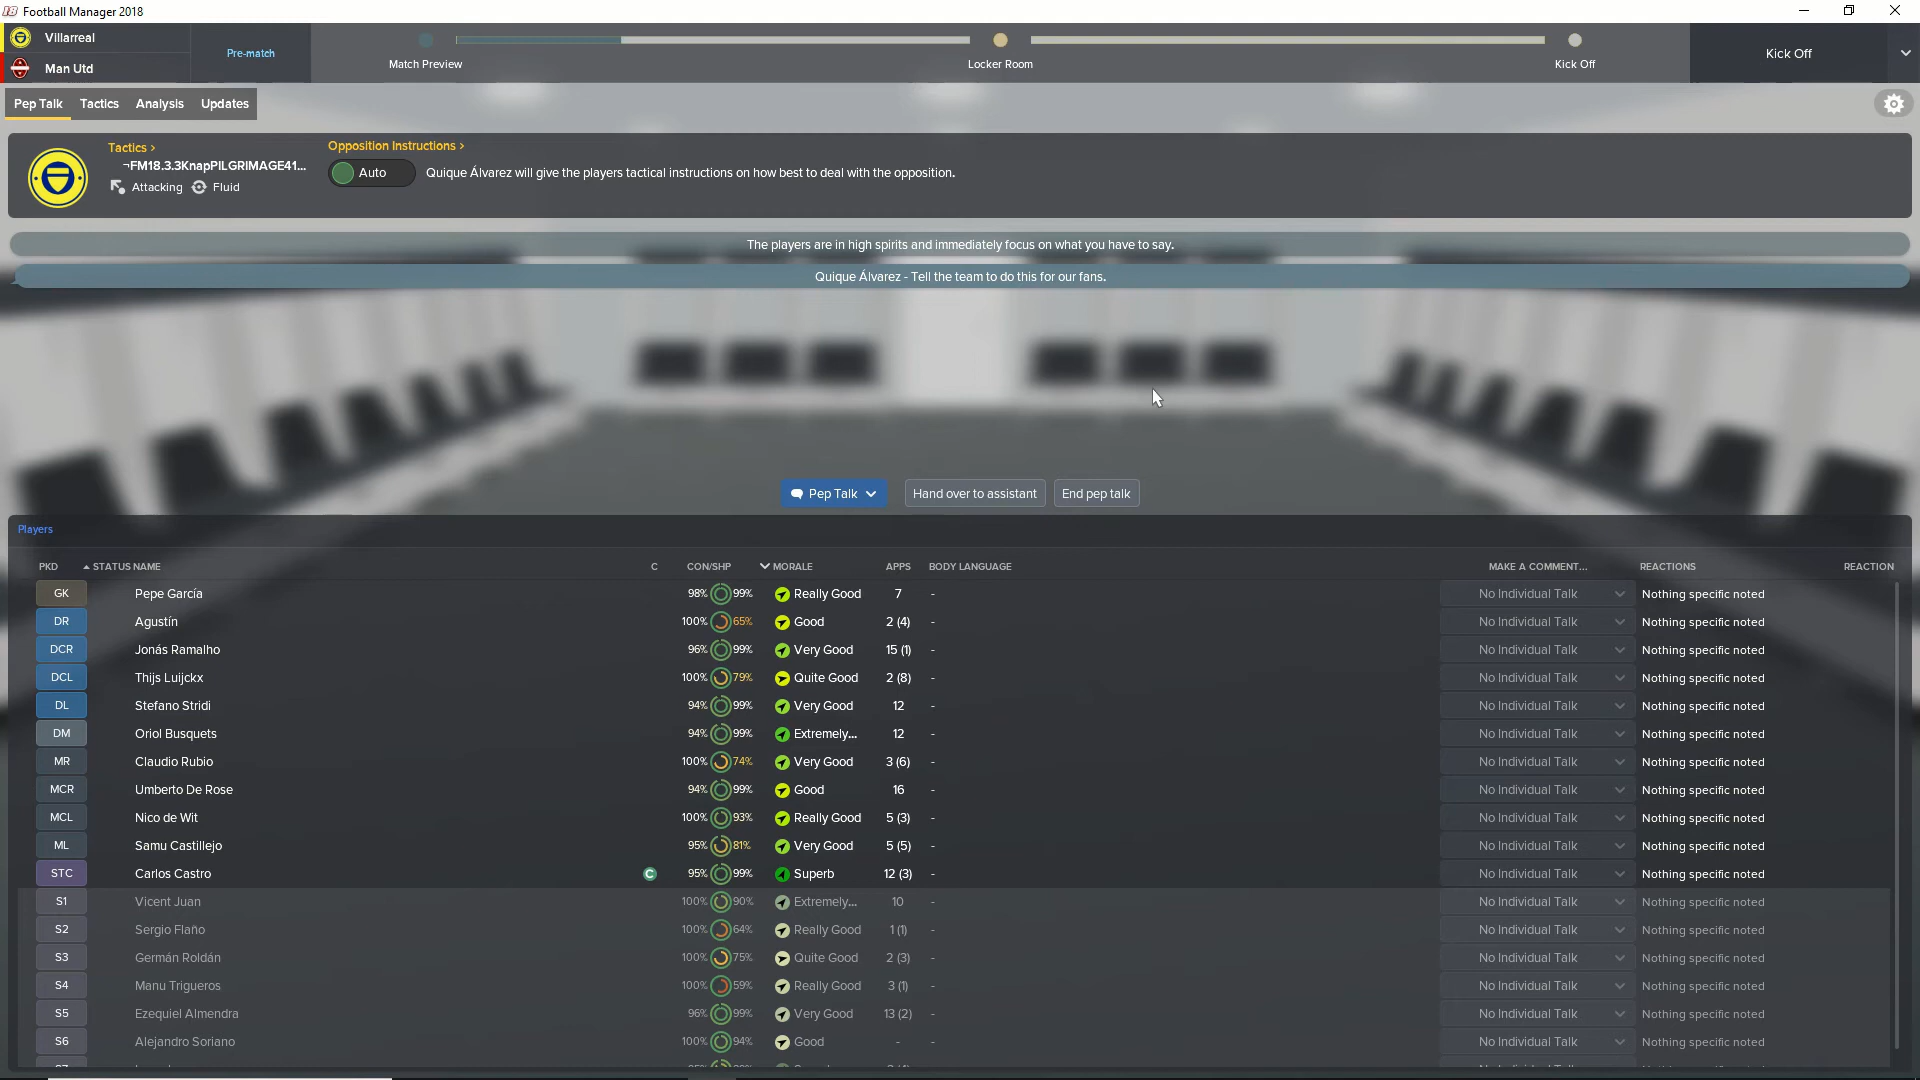 18 Football Manager 2018
Villarreal
Man Utd
Pre-match
Match Preview
Locker Room
Kick Off
Kick Off
Pep Talk Tactics Analysis Updates
Tactics >
¬FM18.3.3KnapPILGRIMAGE41...
Attacking Fluid
Opposition Instructions >
Auto Quique Álvarez will give the players tactical instructions on how best to deal with the opposition.
The players are in high spirits and immediately focus on what you have to say.
Quique Álvarez - Tell the team to do this for our fans.
Pep Talk Hand over to assistant End pep talk
Players
PKD STATUS NAME C CON/SHP MORALE APPS BODY LANGUAGE MAKE A COMMENT... REACTIONS REACTION
GK Pepe García 98% 99% Really Good 7 - No Individual Talk Nothing specific noted
DR Agustín 100% 65% Good 2 (4) - No Individual Talk Nothing specific noted
DCR Jonás Ramalho 96% 99% Very Good 15 (1) - No Individual Talk Nothing specific noted
DCL Thijs Luijckx 100% 79% Quite Good 2 (8) - No Individual Talk Nothing specific noted
DL Stefano Stridi 94% 99% Very Good 12 - No Individual Talk Nothing specific noted
DM Oriol Busquets 94% 99% Extremely... 12 - No Individual Talk Nothing specific noted
MR Claudio Rubio 100% 74% Very Good 3 (6) - No Individual Talk Nothing specific noted
MCR Umberto De Rose 94% 99% Good 16 - No Individual Talk Nothing specific noted
MCL Nico de Wit 100% 93% Really Good 5 (3) - No Individual Talk Nothing specific noted
ML Samu Castillejo 95% 81% Very Good 5 (5) - No Individual Talk Nothing specific noted
STC Carlos Castro C 95% 99% Superb 12 (3) - No Individual Talk Nothing specific noted
S1 Vicent Juan 100% 90% Extremely... 10 - No Individual Talk Nothing specific noted
S2 Sergio Flaño 100% 64% Really Good 1 (1) - No Individual Talk Nothing specific noted
S3 Germán Roldán 100% 75% Quite Good 2 (3) - No Individual Talk Nothing specific noted
S4 Manu Trigueros 100% 59% Really Good 3 (1) - No Individual Talk Nothing specific noted
S5 Ezequiel Almendra 96% 99% Very Good 13 (2) - No Individual Talk Nothing specific noted
S6 Alejandro Soriano 100% 94% Good - - No Individual Talk Nothing specific noted